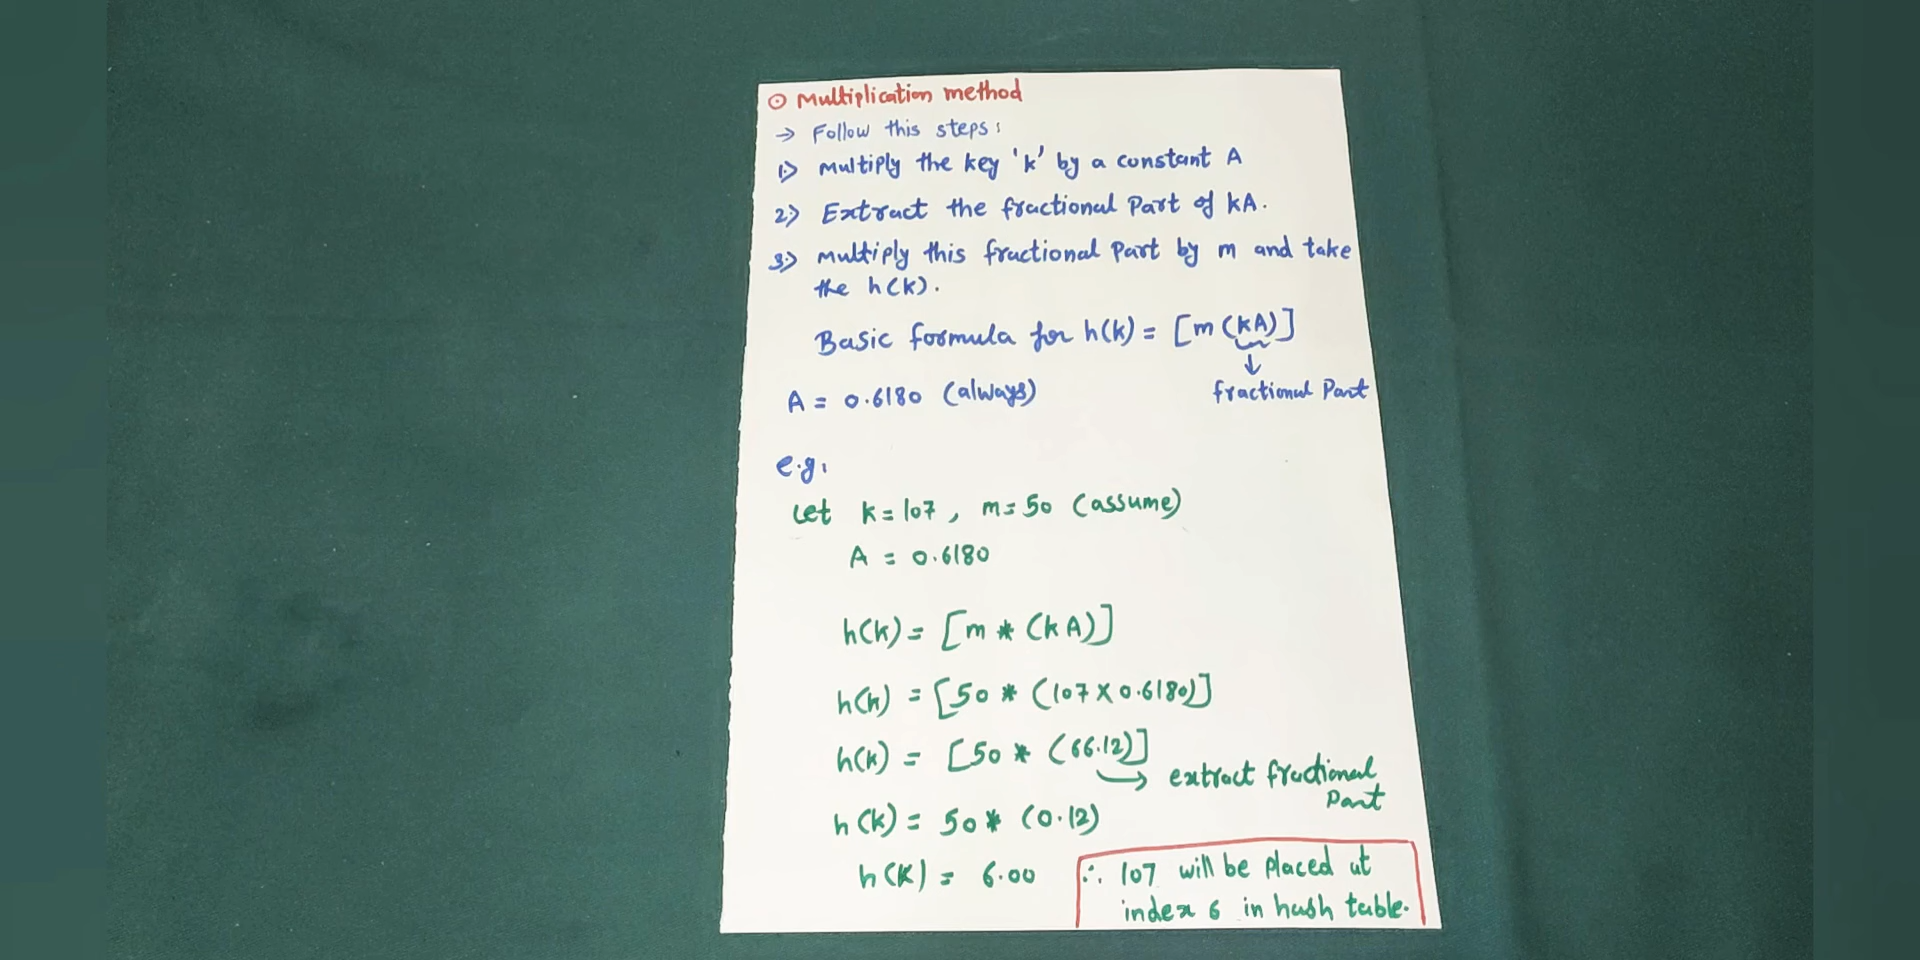 ⊙ Multiplication method
→ Follow this steps:
1.> Multiply the key 'k' by a constant A
2.> Extract the fractional Part of kA.
3.> Multiply this fractional Part by m and take
the h(k).
Basic formula for h(k) = [m (kA)]
↓
A = 0.6180 (always)
fractional Part
e.g.
Let k = 107, m = 50 (assume)
A = 0.6180
h(k) = [m * (kA)]
h(k) = [50 * (107 x 0.6180)]
h(k) = [50 * (66.12)]
→ extract fractional
Part
h(k) = 50 * (0.12)
h(k) = 6.00
∴ 107 will be placed at
index 6 in hash table.